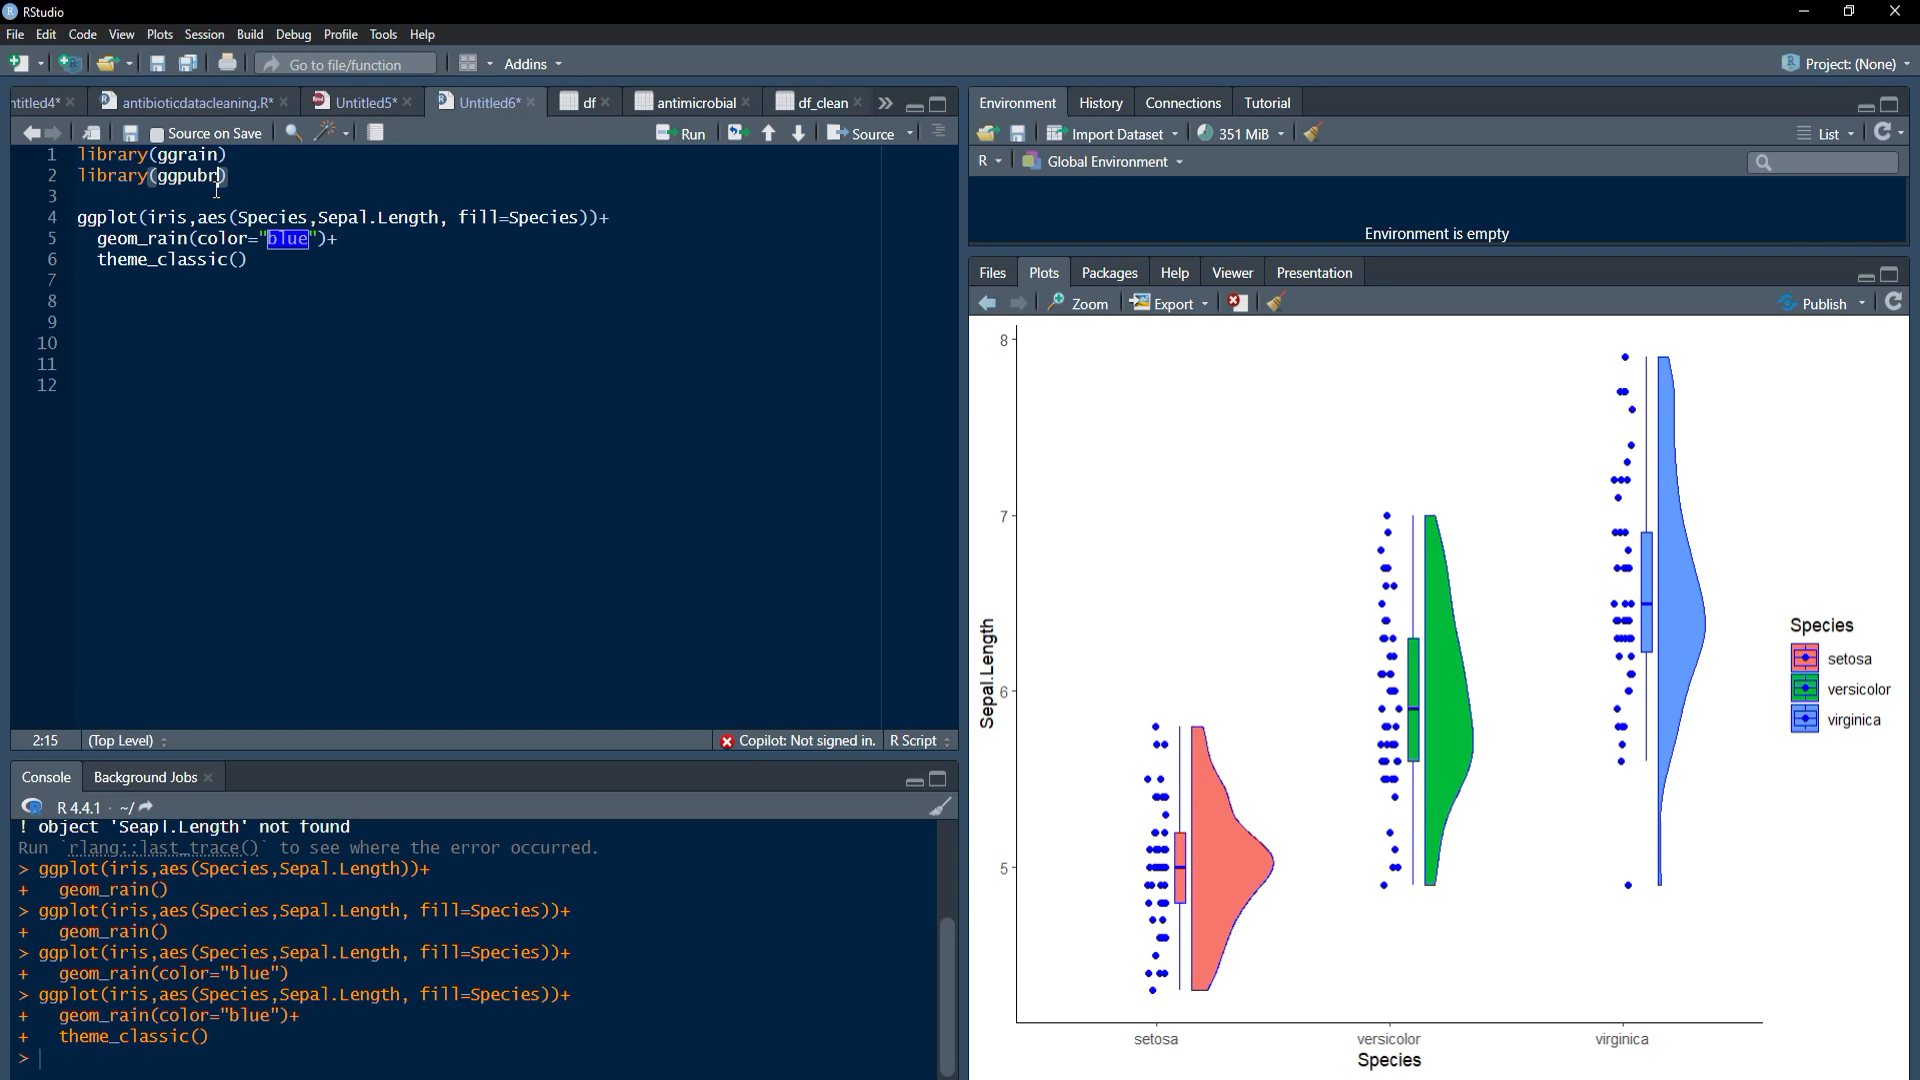 RStudio
File Edit Code View Plots Session Build Debug Profile Tools Help
Go to file/function Addins Project: (None)
ntitled4* antibioticdatacleaning.R* Untitled5* Untitled6* df antimicrobial df_clean
Source on Save Run Source
1 library(ggrain)
2 library(ggpubr)
3
4 ggplot(iris,aes(Species,Sepal.Length, fill=Species))+
5 geom_rain(color="blue")+
6 theme_classic()
7
8
9
10
11
12
2:15 (Top Level) Copilot: Not signed in. R Script
Console Background Jobs
R 4.4.1 · ~/
! object 'Seapl.Length' not found
Run `rlang::last_trace()` to see where the error occurred.
> ggplot(iris,aes(Species,Sepal.Length))+
+ geom_rain()
> ggplot(iris,aes(Species,Sepal.Length, fill=Species))+
+ geom_rain()
> ggplot(iris,aes(Species,Sepal.Length, fill=Species))+
+ geom_rain(color="blue")
> ggplot(iris,aes(Species,Sepal.Length, fill=Species))+
+ geom_rain(color="blue")+
+ theme_classic()
>
Environment History Connections Tutorial
Import Dataset 351 MiB List
R Global Environment
Environment is empty
Files Plots Packages Help Viewer Presentation
Zoom Export Publish
8
7
6
5
Sepal.Length
setosa versicolor virginica
Species
Species
setosa
versicolor
virginica